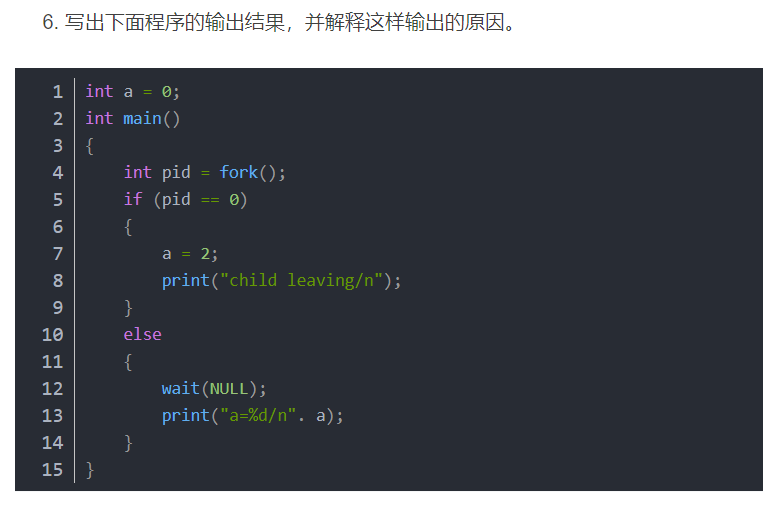 6. 写出下面程序的输出结果，并解释这样输出的原因。
1 int a = 0;
2 int main()
3 {
4     int pid = fork();
5     if (pid == 0)
6     {
7         a = 2;
8         print("child leaving/n");
9     }
10     else
11     {
12         wait(NULL);
13         print("a=%d/n". a);
14     }
15 }